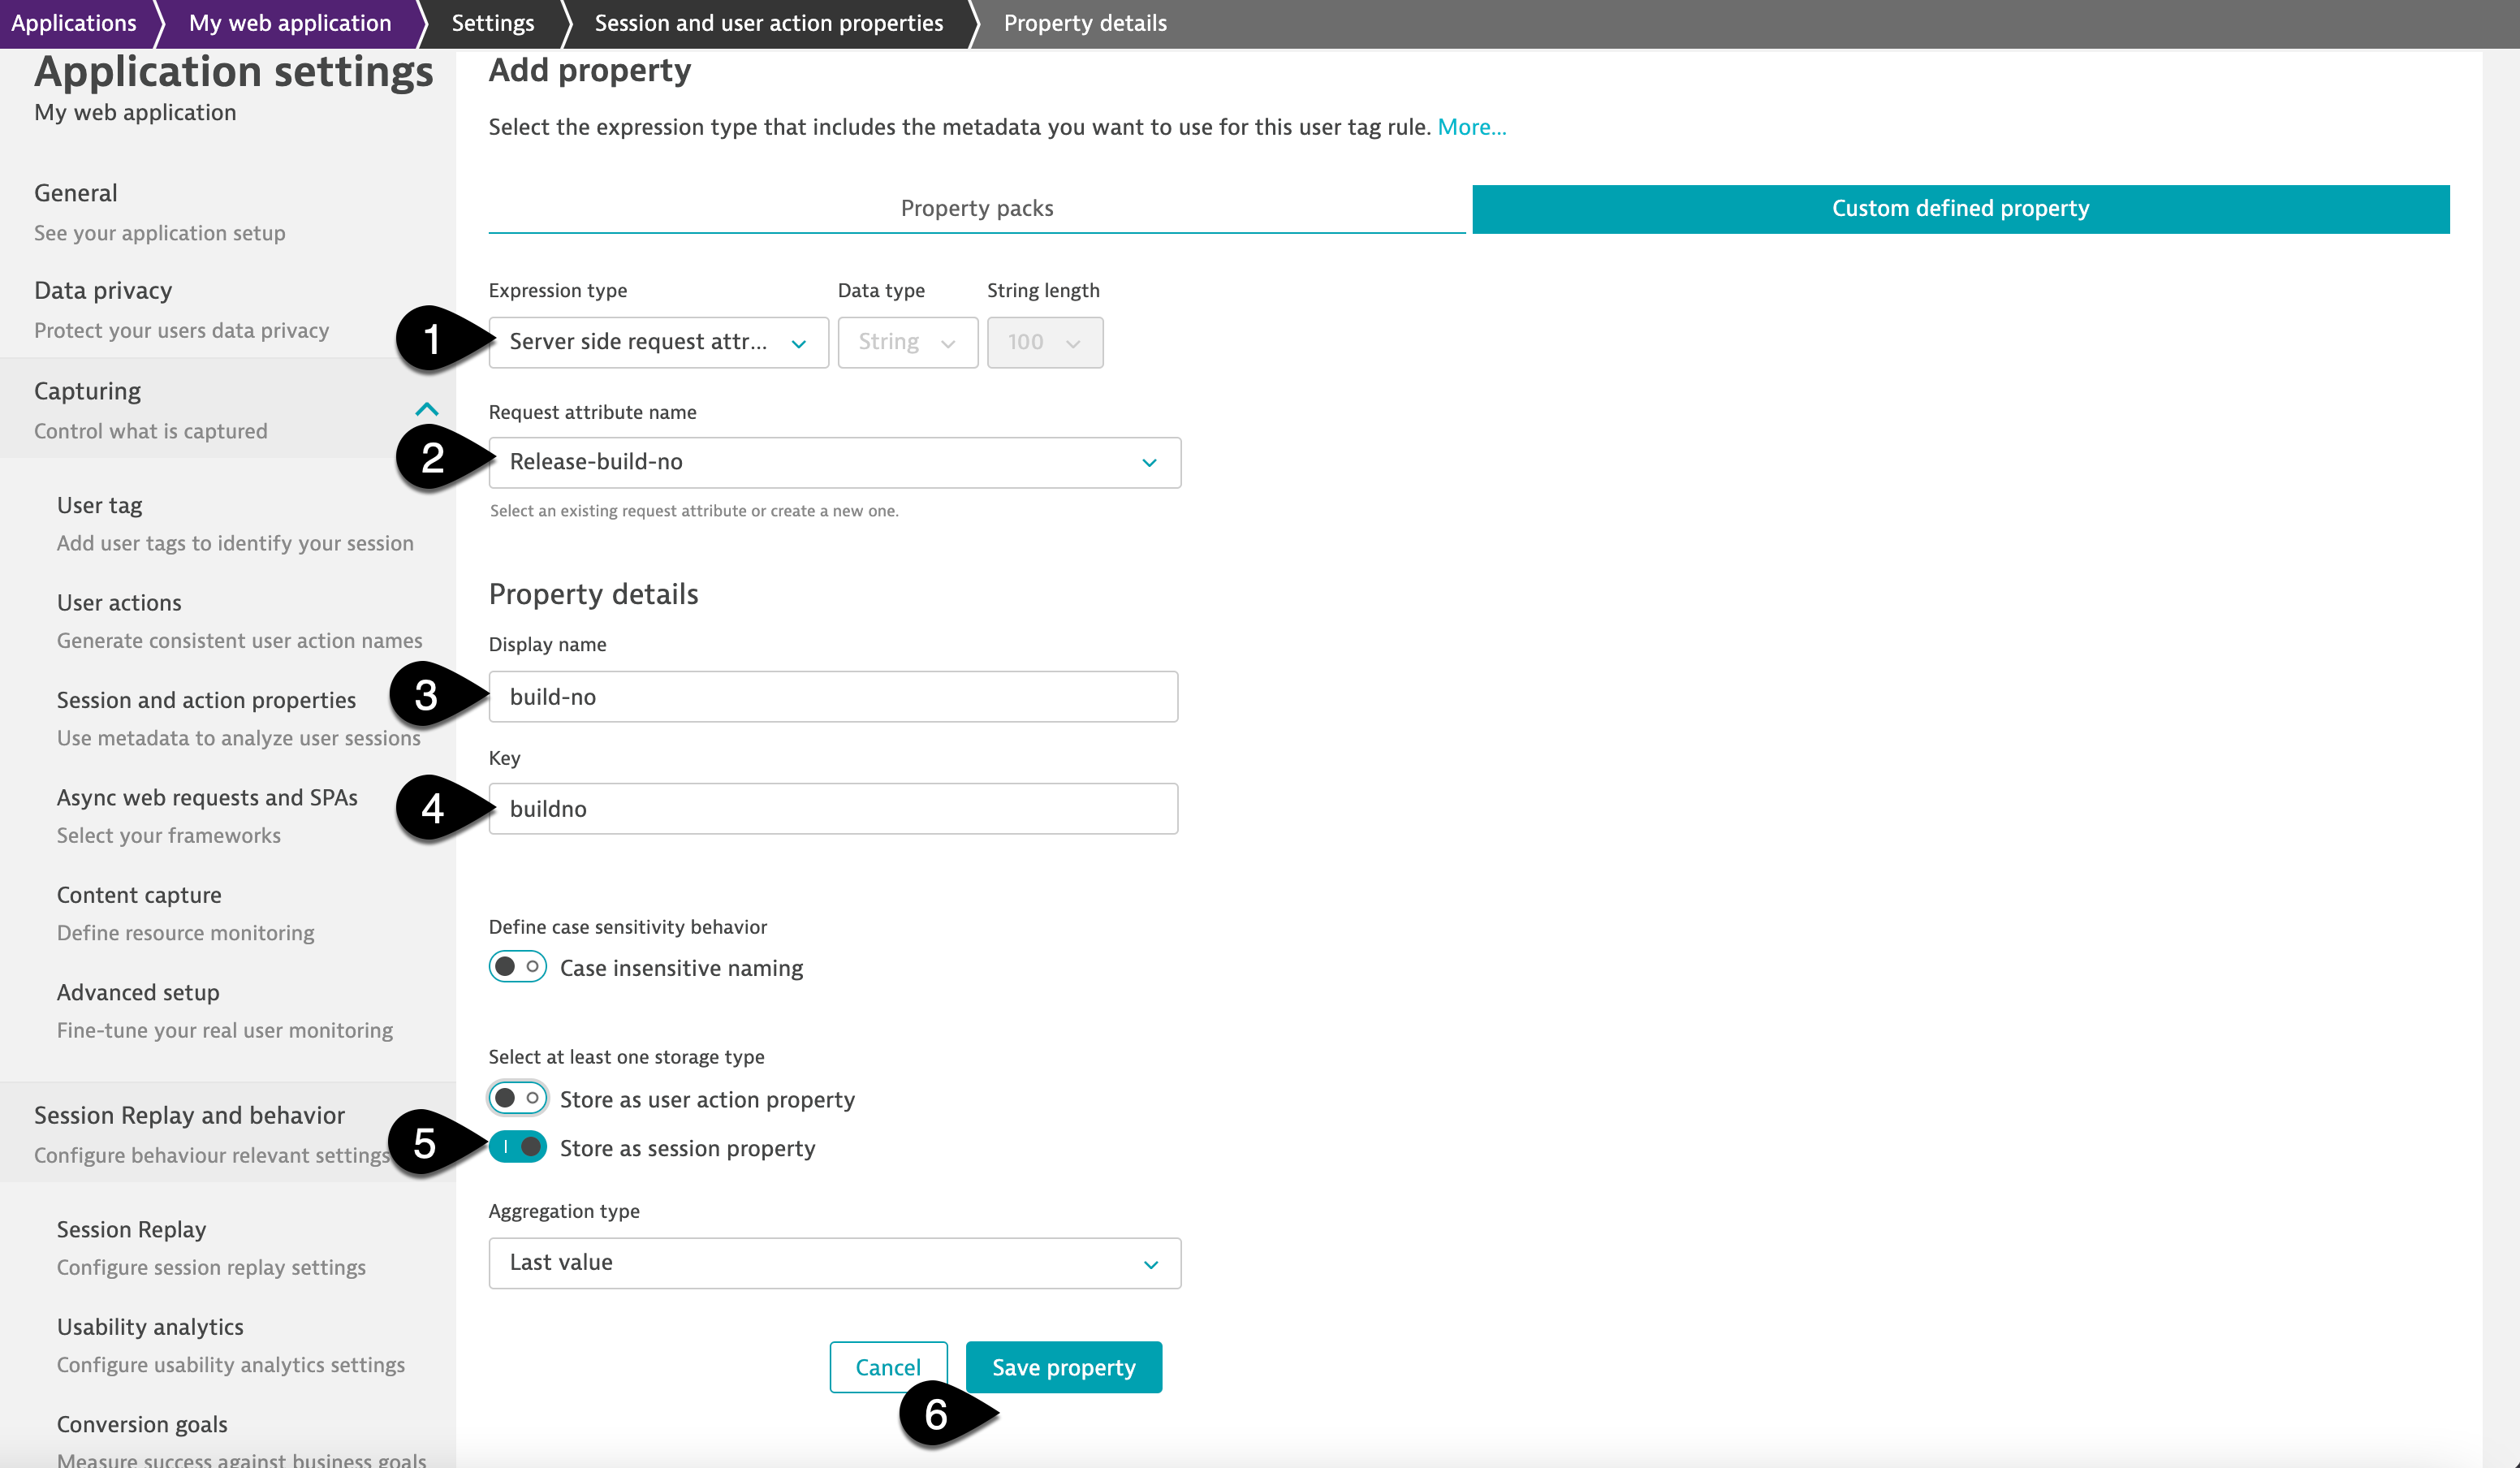 Applications
My web application
Settings
Session and user action properties
Property details
Application settings
My web application
General
See your application setup
Data privacy
Protect your users data privacy
Capturing
Control what is captured
User tag
Add user tags to identify your session
User actions
Generate consistent user action names
Session and action properties
Use metadata to analyze user sessions
Async web requests and SPAs
Select your frameworks
Content capture
Define resource monitoring
Advanced setup
Fine-tune your real user monitoring
Session Replay and behavior
Configure behaviour relevant settings
Session Replay
Configure session replay settings
Usability analytics
Configure usability analytics settings
Conversion goals
Measure success against business goals
Add property
Select the expression type that includes the metadata you want to use for this user tag rule. More...
Property packs
Custom defined property
Expression type
Data type
String length
1
Server side request attr...
String
100
Request attribute name
2
Release-build-no
Select an existing request attribute or create a new one.
Property details
Display name
3
build-no
Key
4
buildno
Define case sensitivity behavior
Case insensitive naming
Select at least one storage type
Store as user action property
5
Store as session property
Aggregation type
Last value
Cancel
Save property
6